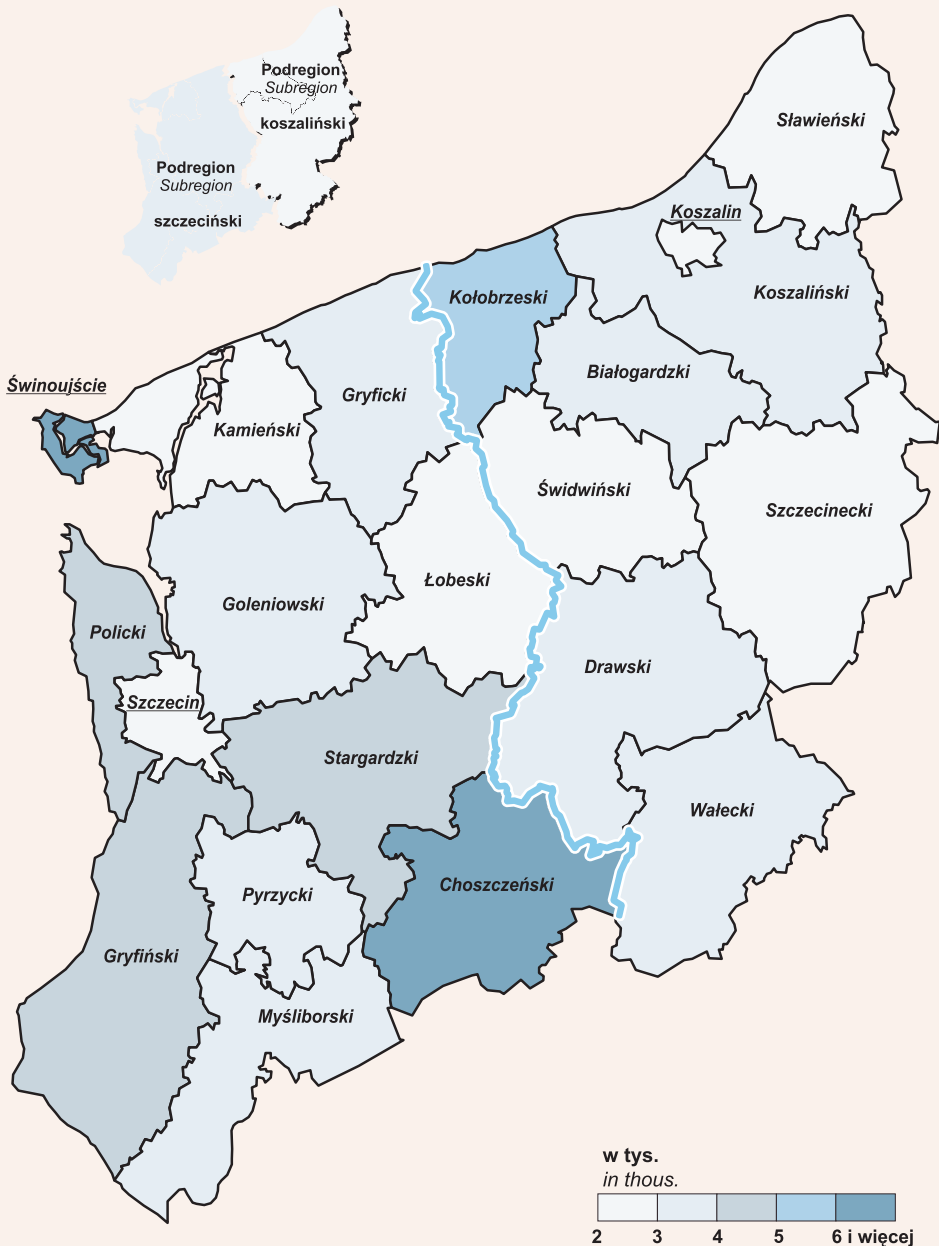 Podregion
Subregion
koszaliński
Podregion
Subregion
szczeciński
Sławieński
Koszalin
Koszaliński
Kołobrzeski
Białogardzki
Świnoujście
Gryficki
Kamieński
Świdwiński
Szczecinecki
Łobeski
Goleniowski
Policki
Drawski
Szczecin
Stargardzki
Wałecki
Choszczeński
Pyrzycki
Gryfiński
Myśliborski
w tys.
in thous.
2 3 4 5 6 i więcej